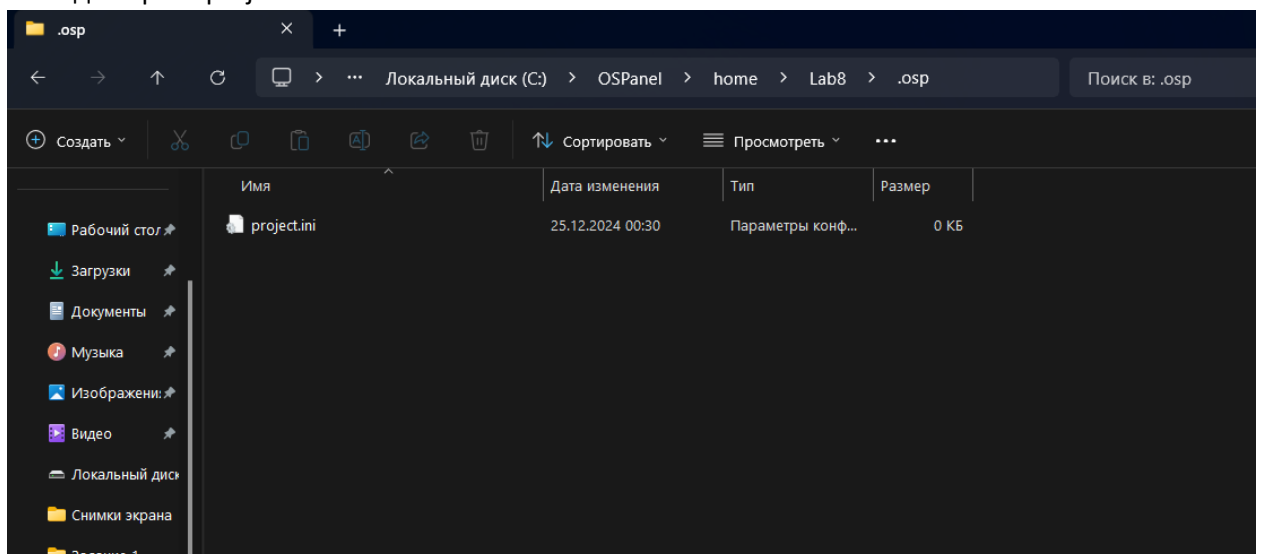 .osp
Локальный диск (C:) > OSPanel > home > Lab8 > .osp
Поиск в: .osp
Создать
Сортировать
Просмотреть
Имя
Дата изменения
Тип
Размер
project.ini
25.12.2024 00:30
Параметры конф...
0 КБ
Рабочий стол
Загрузки
Документы
Музыка
Изображени:
Видео
Локальный диск
Снимки экрана